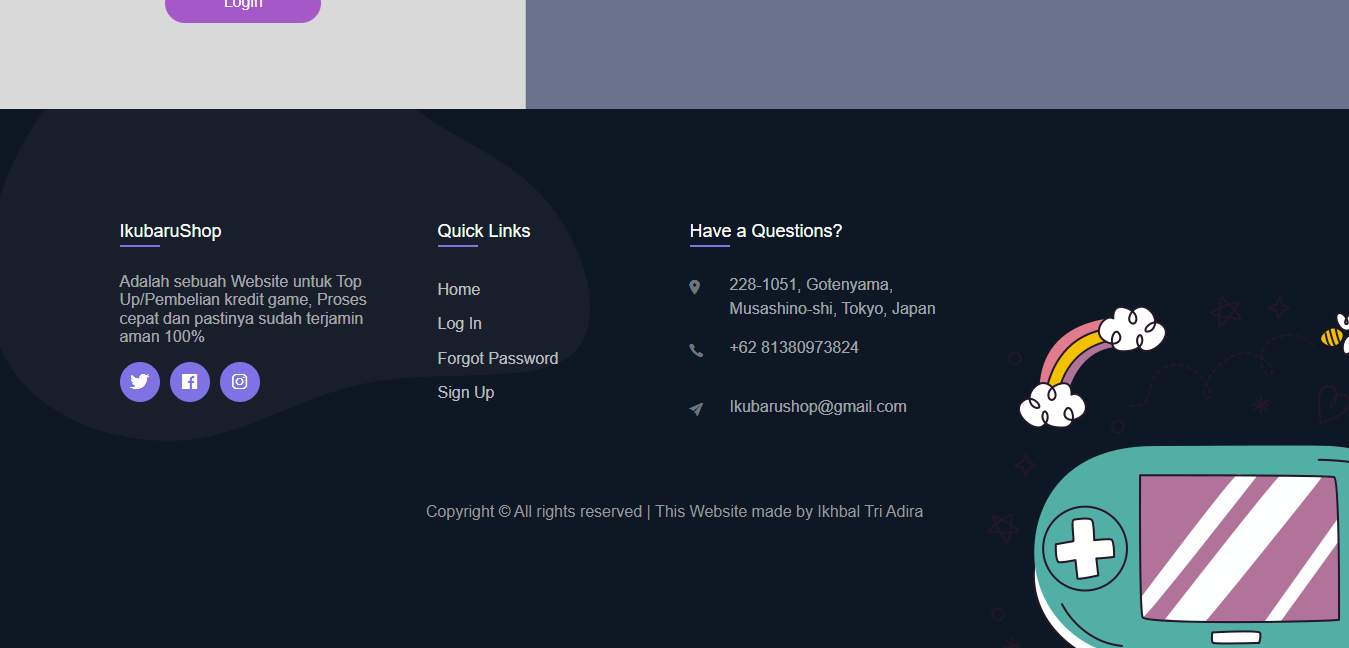 Login
IkubaruShop
Adalah sebuah Website untuk Top
Up/Pembelian kredit game, Proses
cepat dan pastinya sudah terjamin
aman 100%
Quick Links
Home
Log In
Forgot Password
Sign Up
Have a Questions?
228-1051, Gotenyama,
Musashino-shi, Tokyo, Japan
+62 81380973824
Ikubarushop@gmail.com
Copyright © All rights reserved | This Website made by Ikhbal Tri Adira